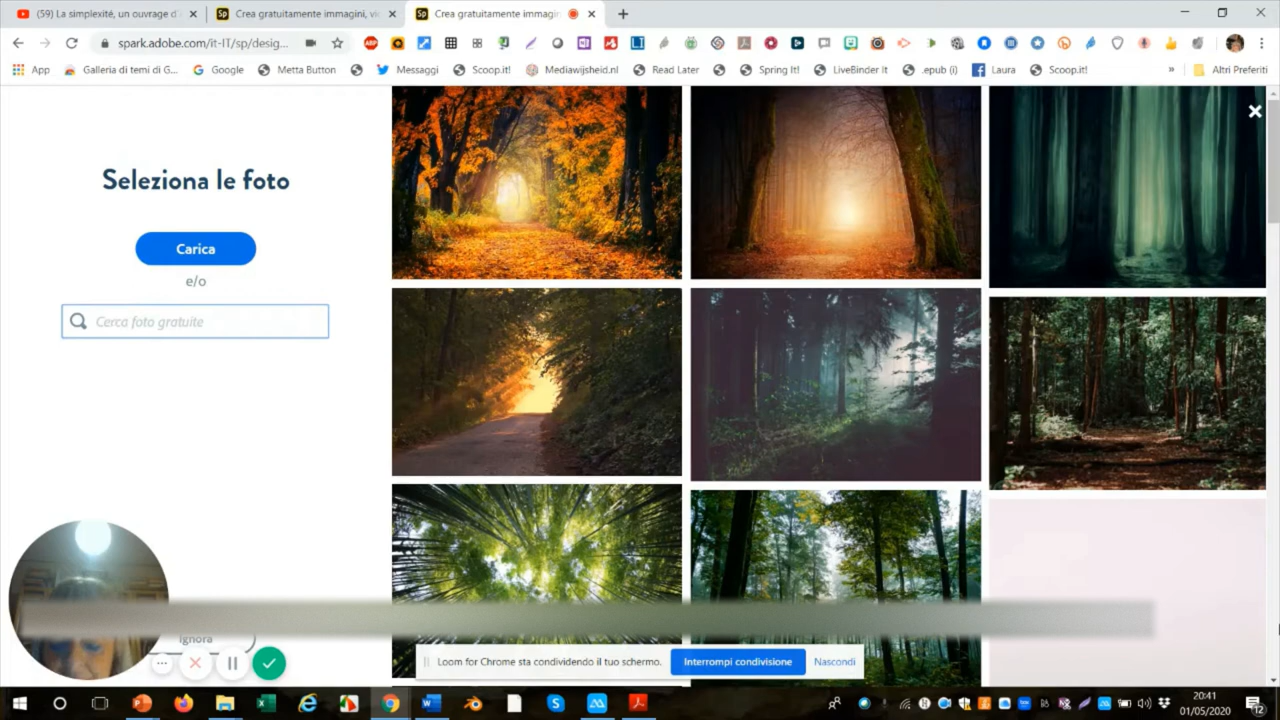 (59) La simplexité, un ouvrage d'
Crea gratuitamente immagini, vi
Crea gratuitamente immagin
spark.adobe.com/it-IT/sp/desig...
App
Galleria di temi di G...
Google
Metta Button
Messaggi
Scoop.it!
Mediawijsheid.nl
Read Later
Spring It!
LiveBinder It
.epub (i)
Laura
Scoop.it!
»
Altri Preferiti
Seleziona le foto
Carica
e/o
Cerca foto gratuite
Ignora
Loom for Chrome sta condividendo il tuo schermo.
Interrompi condivisione
Nascondi
20:41
01/05/2020
12